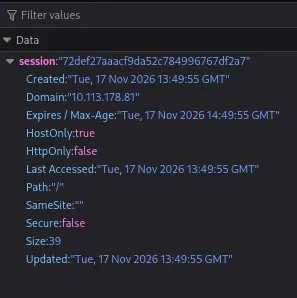 Filter values
Data
session:"72def27aaacf9da52c784996767df2a7"
Created:"Tue, 17 Nov 2026 13:49:55 GMT"
Domain:"10.113.178.81"
Expires / Max-Age:"Tue, 17 Nov 2026 14:49:55 GMT"
HostOnly:true
HttpOnly:false
Last Accessed:"Tue, 17 Nov 2026 13:49:55 GMT"
Path:"/"
SameSite:""
Secure:false
Size:39
Updated:"Tue, 17 Nov 2026 13:49:55 GMT"